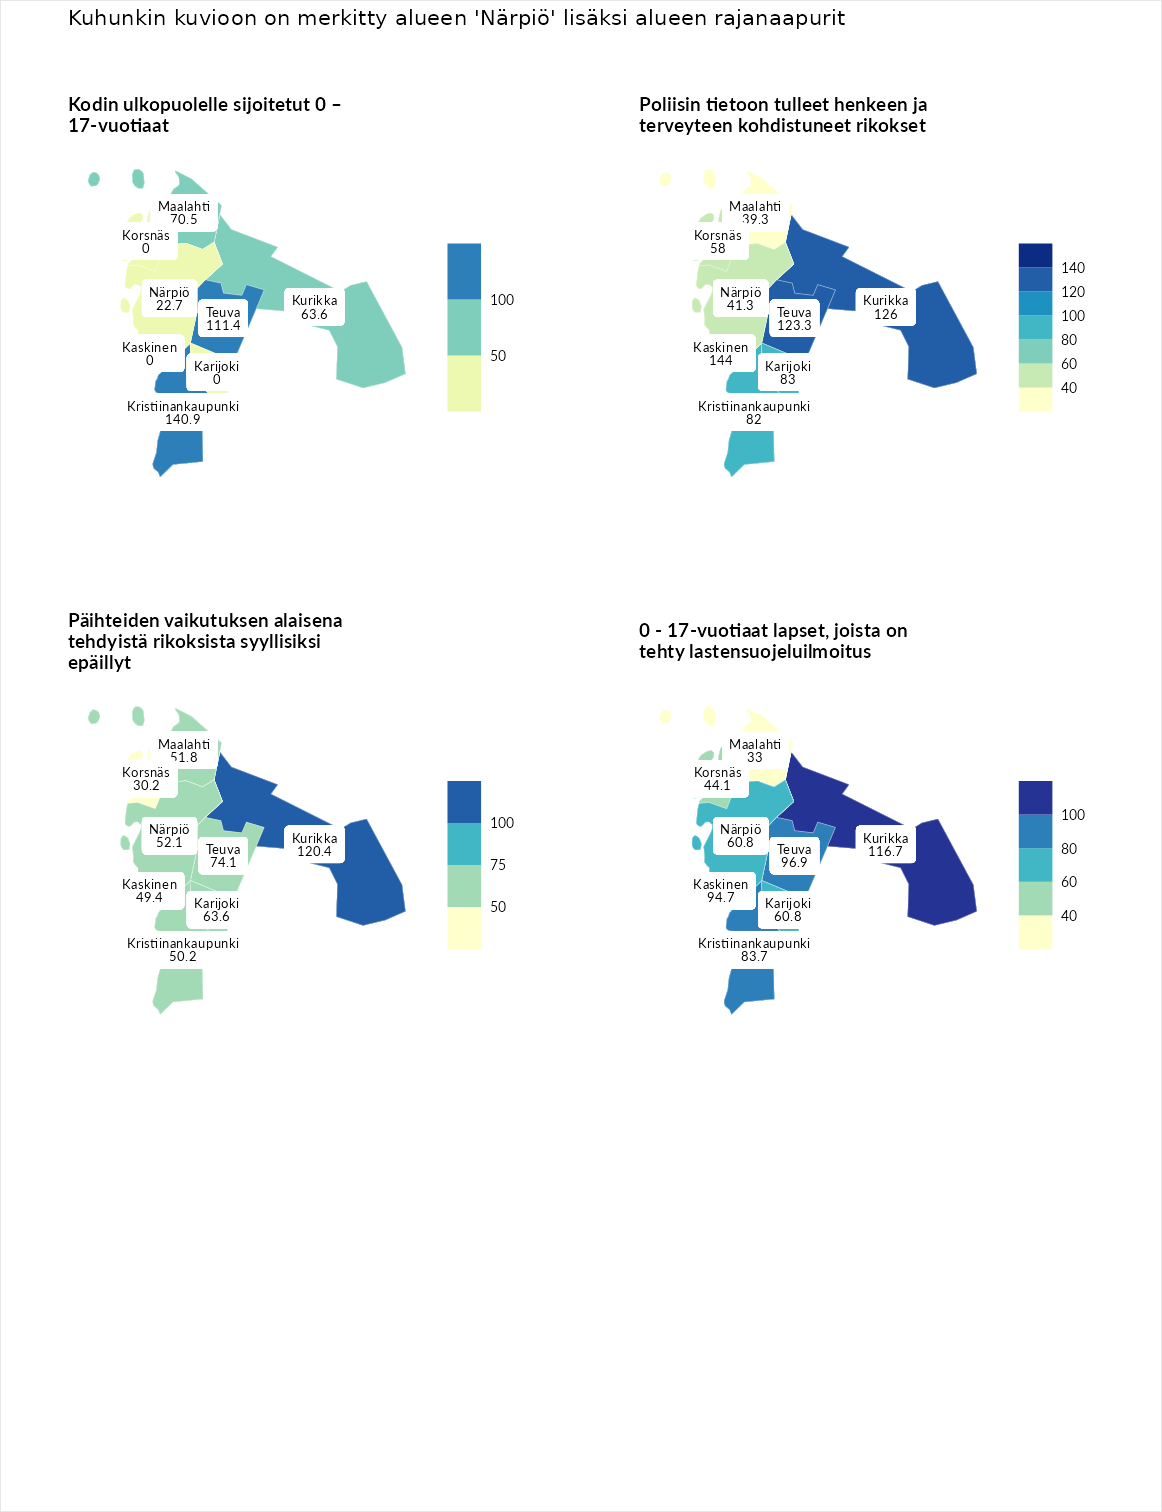 Kuhunkin kuvioon on merkitty alueen 'Närpiö' lisäksi alueen rajanaapurit
Kodin ulkopuolelle sijoitetut 0 –
17-vuotiaat
Maalahti
70.5
Korsnäs
0
Närpiö
22.7
Teuva
111.4
Kurikka
63.6
Kaskinen
0
Karijoki
0
Kristiinankaupunki
140.9
100
50
Poliisin tietoon tulleet henkeen ja
terveyteen kohdistuneet rikokset
Maalahti
39.3
Korsnäs
58
Närpiö
41.3
Teuva
123.3
Kurikka
126
Kaskinen
144
Karijoki
83
Kristiinankaupunki
82
140
120
100
80
60
40
Päihteiden vaikutuksen alaisena
tehdyistä rikoksista syyllisiksi
epäillyt
Maalahti
51.8
Korsnäs
30.2
Närpiö
52.1
Teuva
74.1
Kurikka
120.4
Kaskinen
49.4
Karijoki
63.6
Kristiinankaupunki
50.2
100
75
50
0 - 17-vuotiaat lapset, joista on
tehty lastensuojeluilmoitus
Maalahti
33
Korsnäs
44.1
Närpiö
60.8
Teuva
96.9
Kurikka
116.7
Kaskinen
94.7
Karijoki
60.8
Kristiinankaupunki
83.7
100
80
60
40